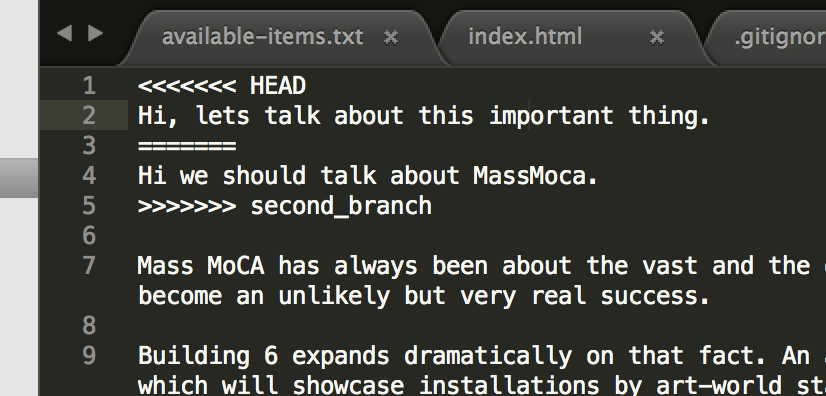 available-items.txt × index.html × .gitignor
1 <<<<<<< HEAD
2 Hi, lets talk about this important thing.
3 =======
4 Hi we should talk about MassMoca.
5 >>>>>>> second_branch
6
7 Mass MoCA has always been about the vast and the
become an unlikely but very real success.
8
9 Building 6 expands dramatically on that fact. An
which will showcase installations by art-world sta